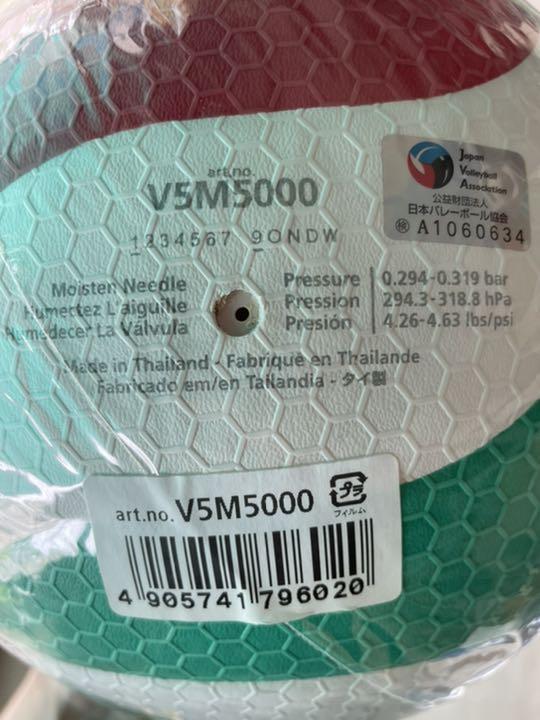 art.no.
V5M5000
1234567 9ONDW
Japan
Volleyball
Association
公益財団法人
日本バレーボール協会
検 A1060634
Moisten Needle
Humectez L'aiguille
Humedecer La Válvula
Pressure 0.294-0.319 bar
Pression 294.3-318.8 hPa
Presión 4.26-4.63 lbs/psi
Made in Thailand - Fabrique en Thailande
Fabricado em/en Tailandia - タイ製
art.no. V5M5000
プラ
フィルム
4 905741 796020